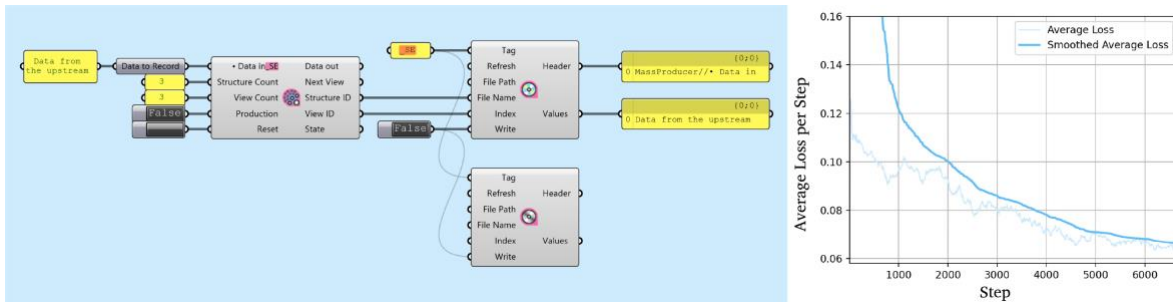 Data from
the upstream
Data to Record
3
3
False
• Data in_SE
Data out
Structure Count
Next View
View Count
Structure ID
Production
View ID
Reset
State
_SE
False
Tag
Refresh
Header
File Path
File Name
Index
Values
Write
{0;0}
0 MassProducer//• Data in
{0;0}
0 Data from the upstream
Tag
Refresh
Header
File Path
File Name
Index
Values
Write
0.16
0.14
0.12
0.10
0.08
0.06
Average Loss per Step
Average Loss
Smoothed Average Loss
1000
2000
3000
4000
5000
6000
Step